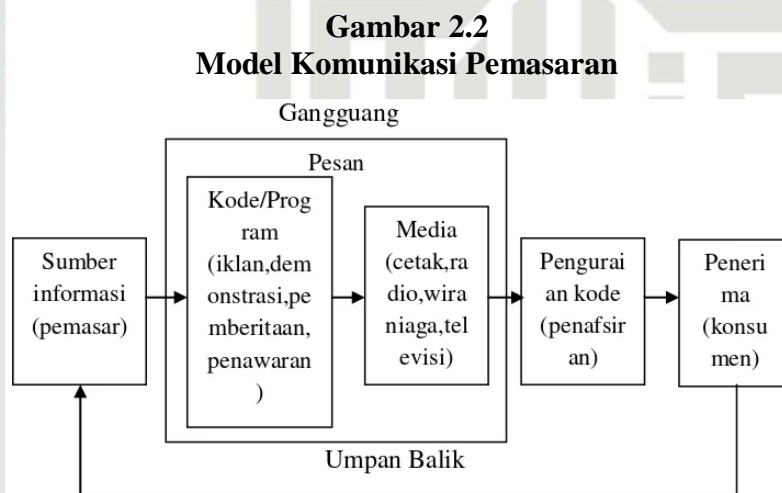 Gambar 2.2
Model Komunikasi Pemasaran
Gangguang
Pesan
Sumber
informasi
(pemasar)
Kode/Prog
ram
(iklan,dem
onstrasi,pe
mberitaan,
penawaran
)
Media
(cetak,ra
dio,wira
niaga,tel
evisi)
Pengurai
an kode
(penafsir
an)
Peneri
ma
(konsu
men)
Umpan Balik